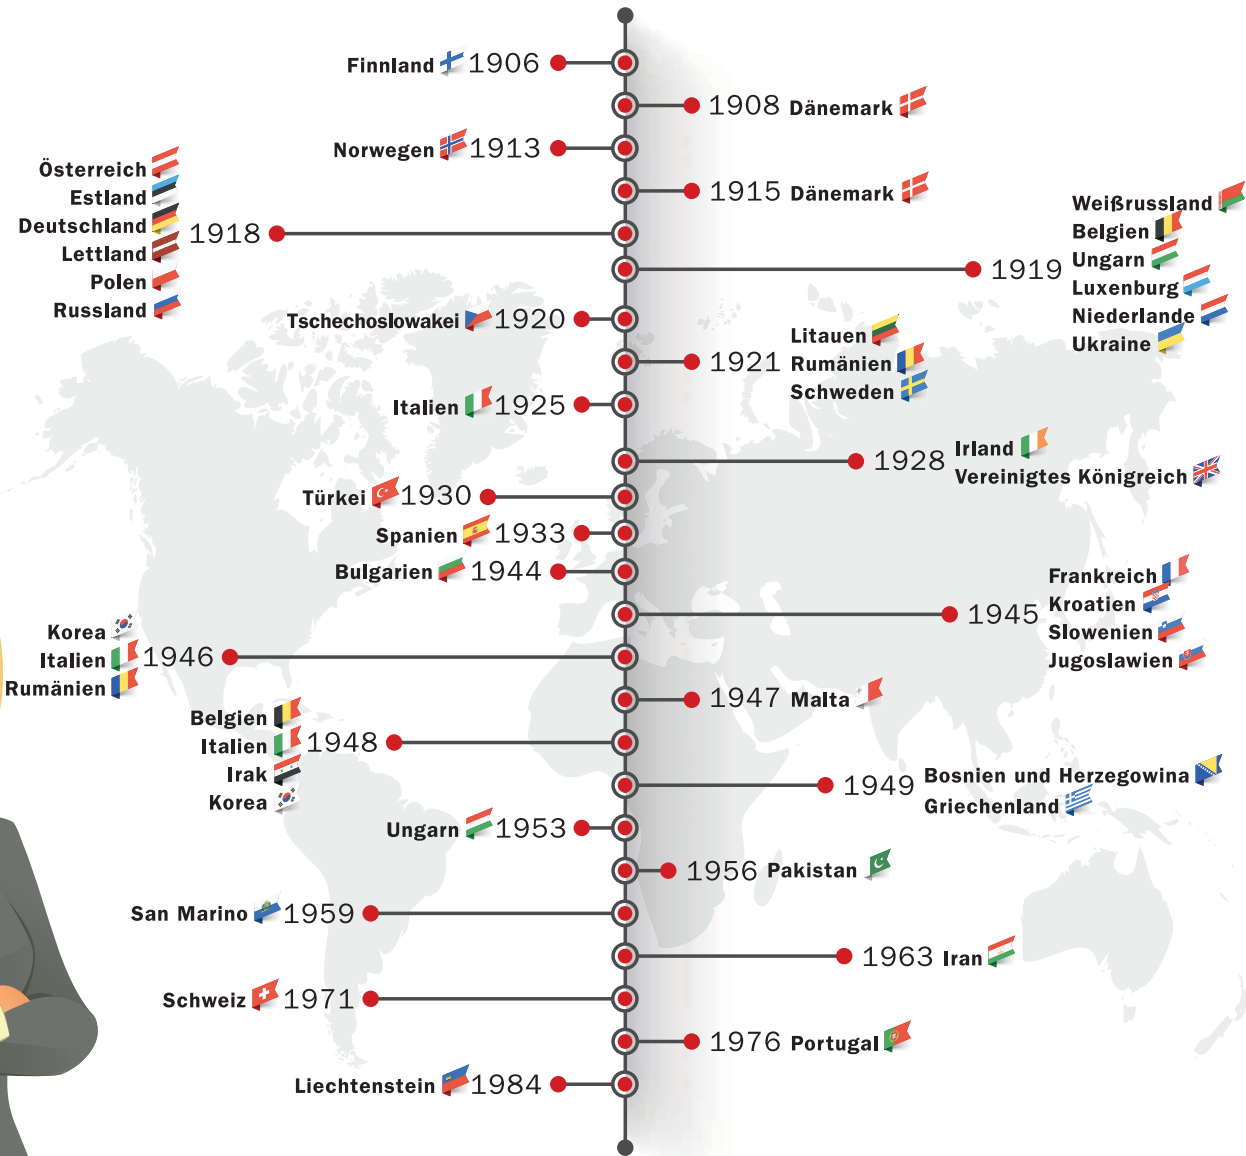 Finnland 1906
1908 Dänemark
Norwegen 1913
1915 Dänemark
Österreich
Estland
Deutschland
1918
Lettland
Polen
Russland
Weißrussland
Belgien
Ungarn
1919
Luxenburg
Niederlande
Ukraine
Tschechoslowakei 1920
Litauen
1921 Rumänien
Schweden
Italien 1925
1928
Irland
Vereinigtes Königreich
Türkei 1930
Spanien 1933
Bulgarien 1944
Frankreich
Kroatien
1945
Slowenien
Jugoslawien
Korea
Italien 1946
Rumänien
1947 Malta
Belgien
Italien 1948
Irak
Korea
1949
Bosnien und Herzegowina
Griechenland
Ungarn 1953
1956 Pakistan
San Marino 1959
1963 Iran
Schweiz 1971
1976 Portugal
Liechtenstein 1984